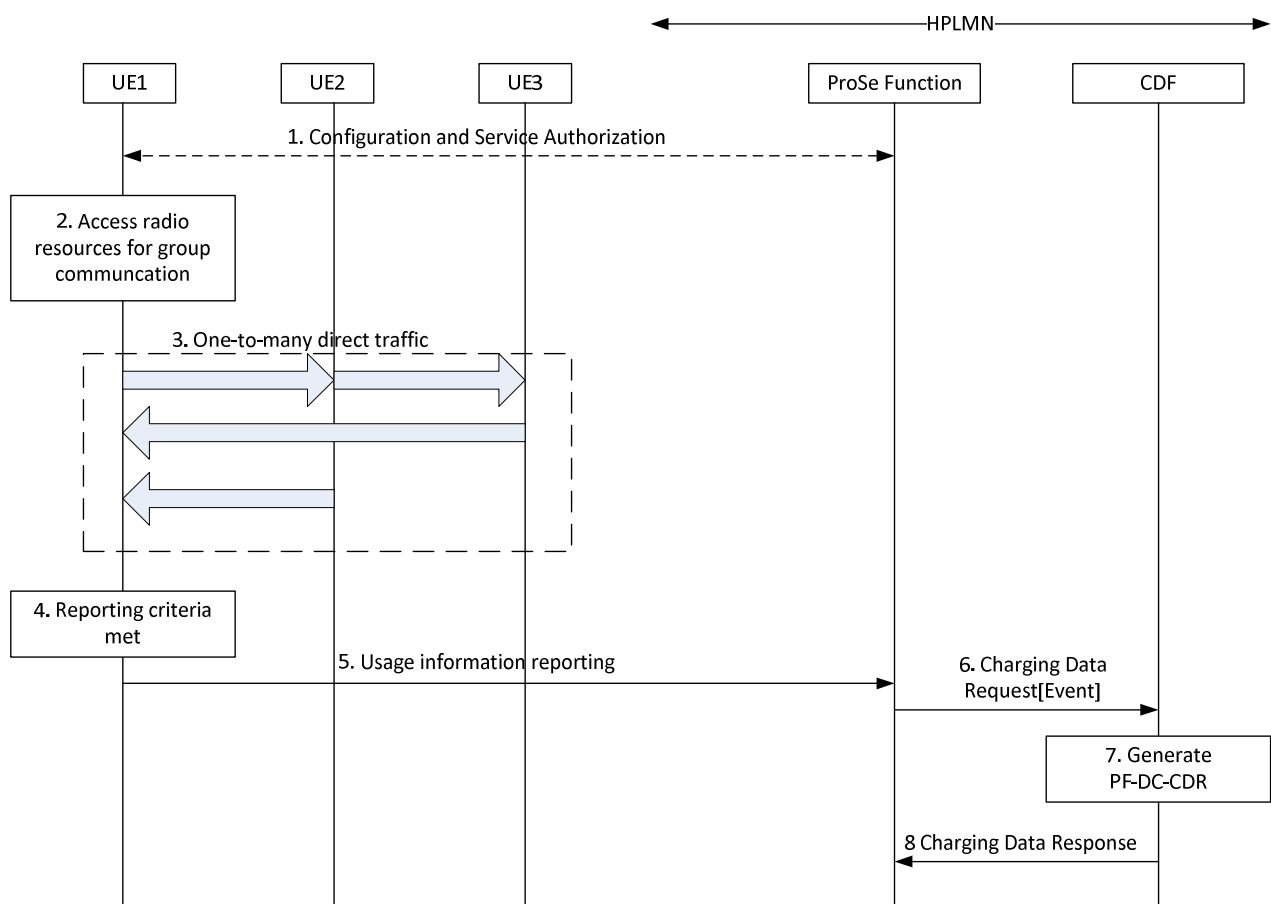 HPLMN
UE1
UE2
UE3
ProSe Function
CDF
1. Configuration and Service Authorization
2. Access radio
resources for group
communcation
3. One-to-many direct traffic
4. Reporting criteria
met
5. Usage information reporting
6. Charging Data
Request[Event]
7. Generate
PF-DC-CDR
8 Charging Data Response